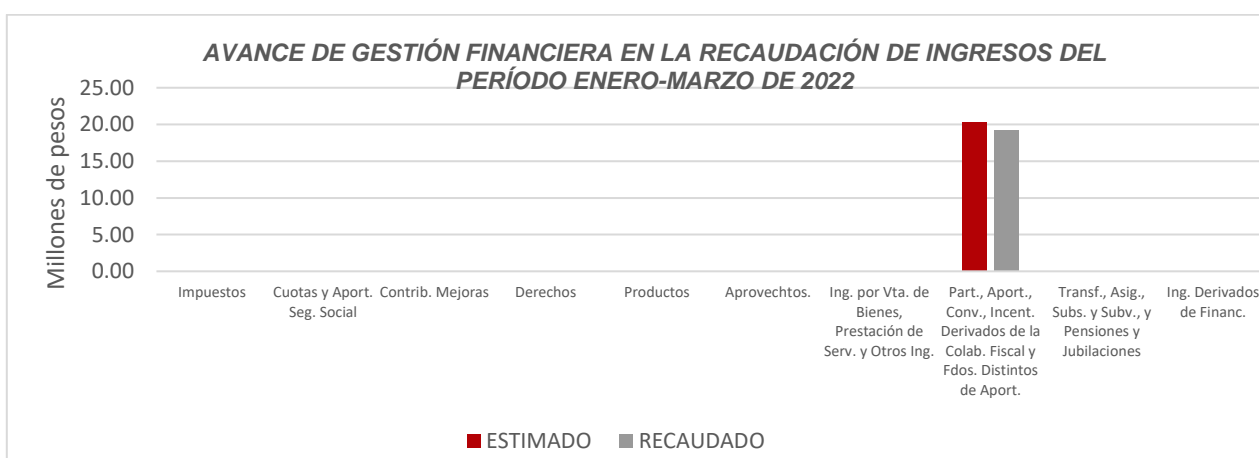 AVANCE DE GESTIÓN FINANCIERA EN LA RECAUDACIÓN DE INGRESOS DEL
PERÍODO ENERO-MARZO DE 2022
Millones de pesos
25.00
20.00
15.00
10.00
5.00
0.00
Impuestos
Cuotas y Aport.
Seg. Social
Contrib. Mejoras
Derechos
Productos
Aprovechtos.
Ing. por Vta. de
Bienes,
Prestación de
Serv. y Otros Ing.
Part., Aport.,
Conv., Incent.
Derivados de la
Colab. Fiscal y
Fdos. Distintos
de Aport.
Transf., Asig.,
Subs. y Subv., y
Pensiones y
Jubilaciones
Ing. Derivados
de Financ.
ESTIMADO
RECAUDADO